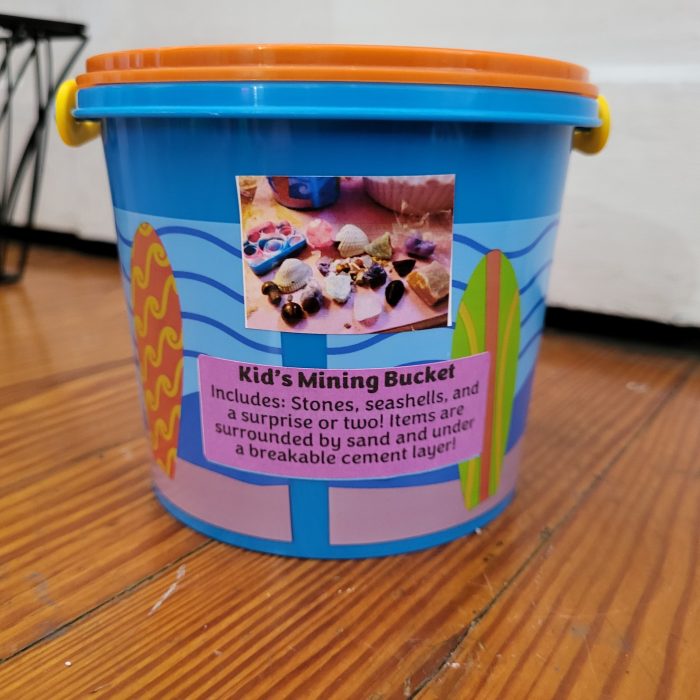 Kid's Mining Bucket
Includes: Stones, seashells, and
a surprise or two! Items are
surrounded by sand and under
a breakable cement layer!